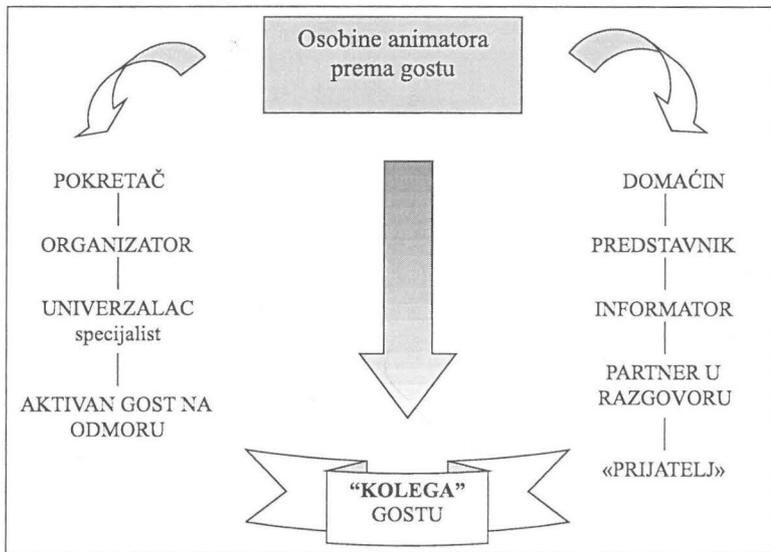 Osobine animatora
prema gostu
POKRETAČ
ORGANIZATOR
UNIVERZALAC
specijalist
AKTIVAN GOST NA
ODMORU
DOMAĆIN
PREDSTAVNIK
INFORMATOR
PARTNER U
RAZGOVORU
«PRIJATELJ»
“KOLEGA”
GOSTU